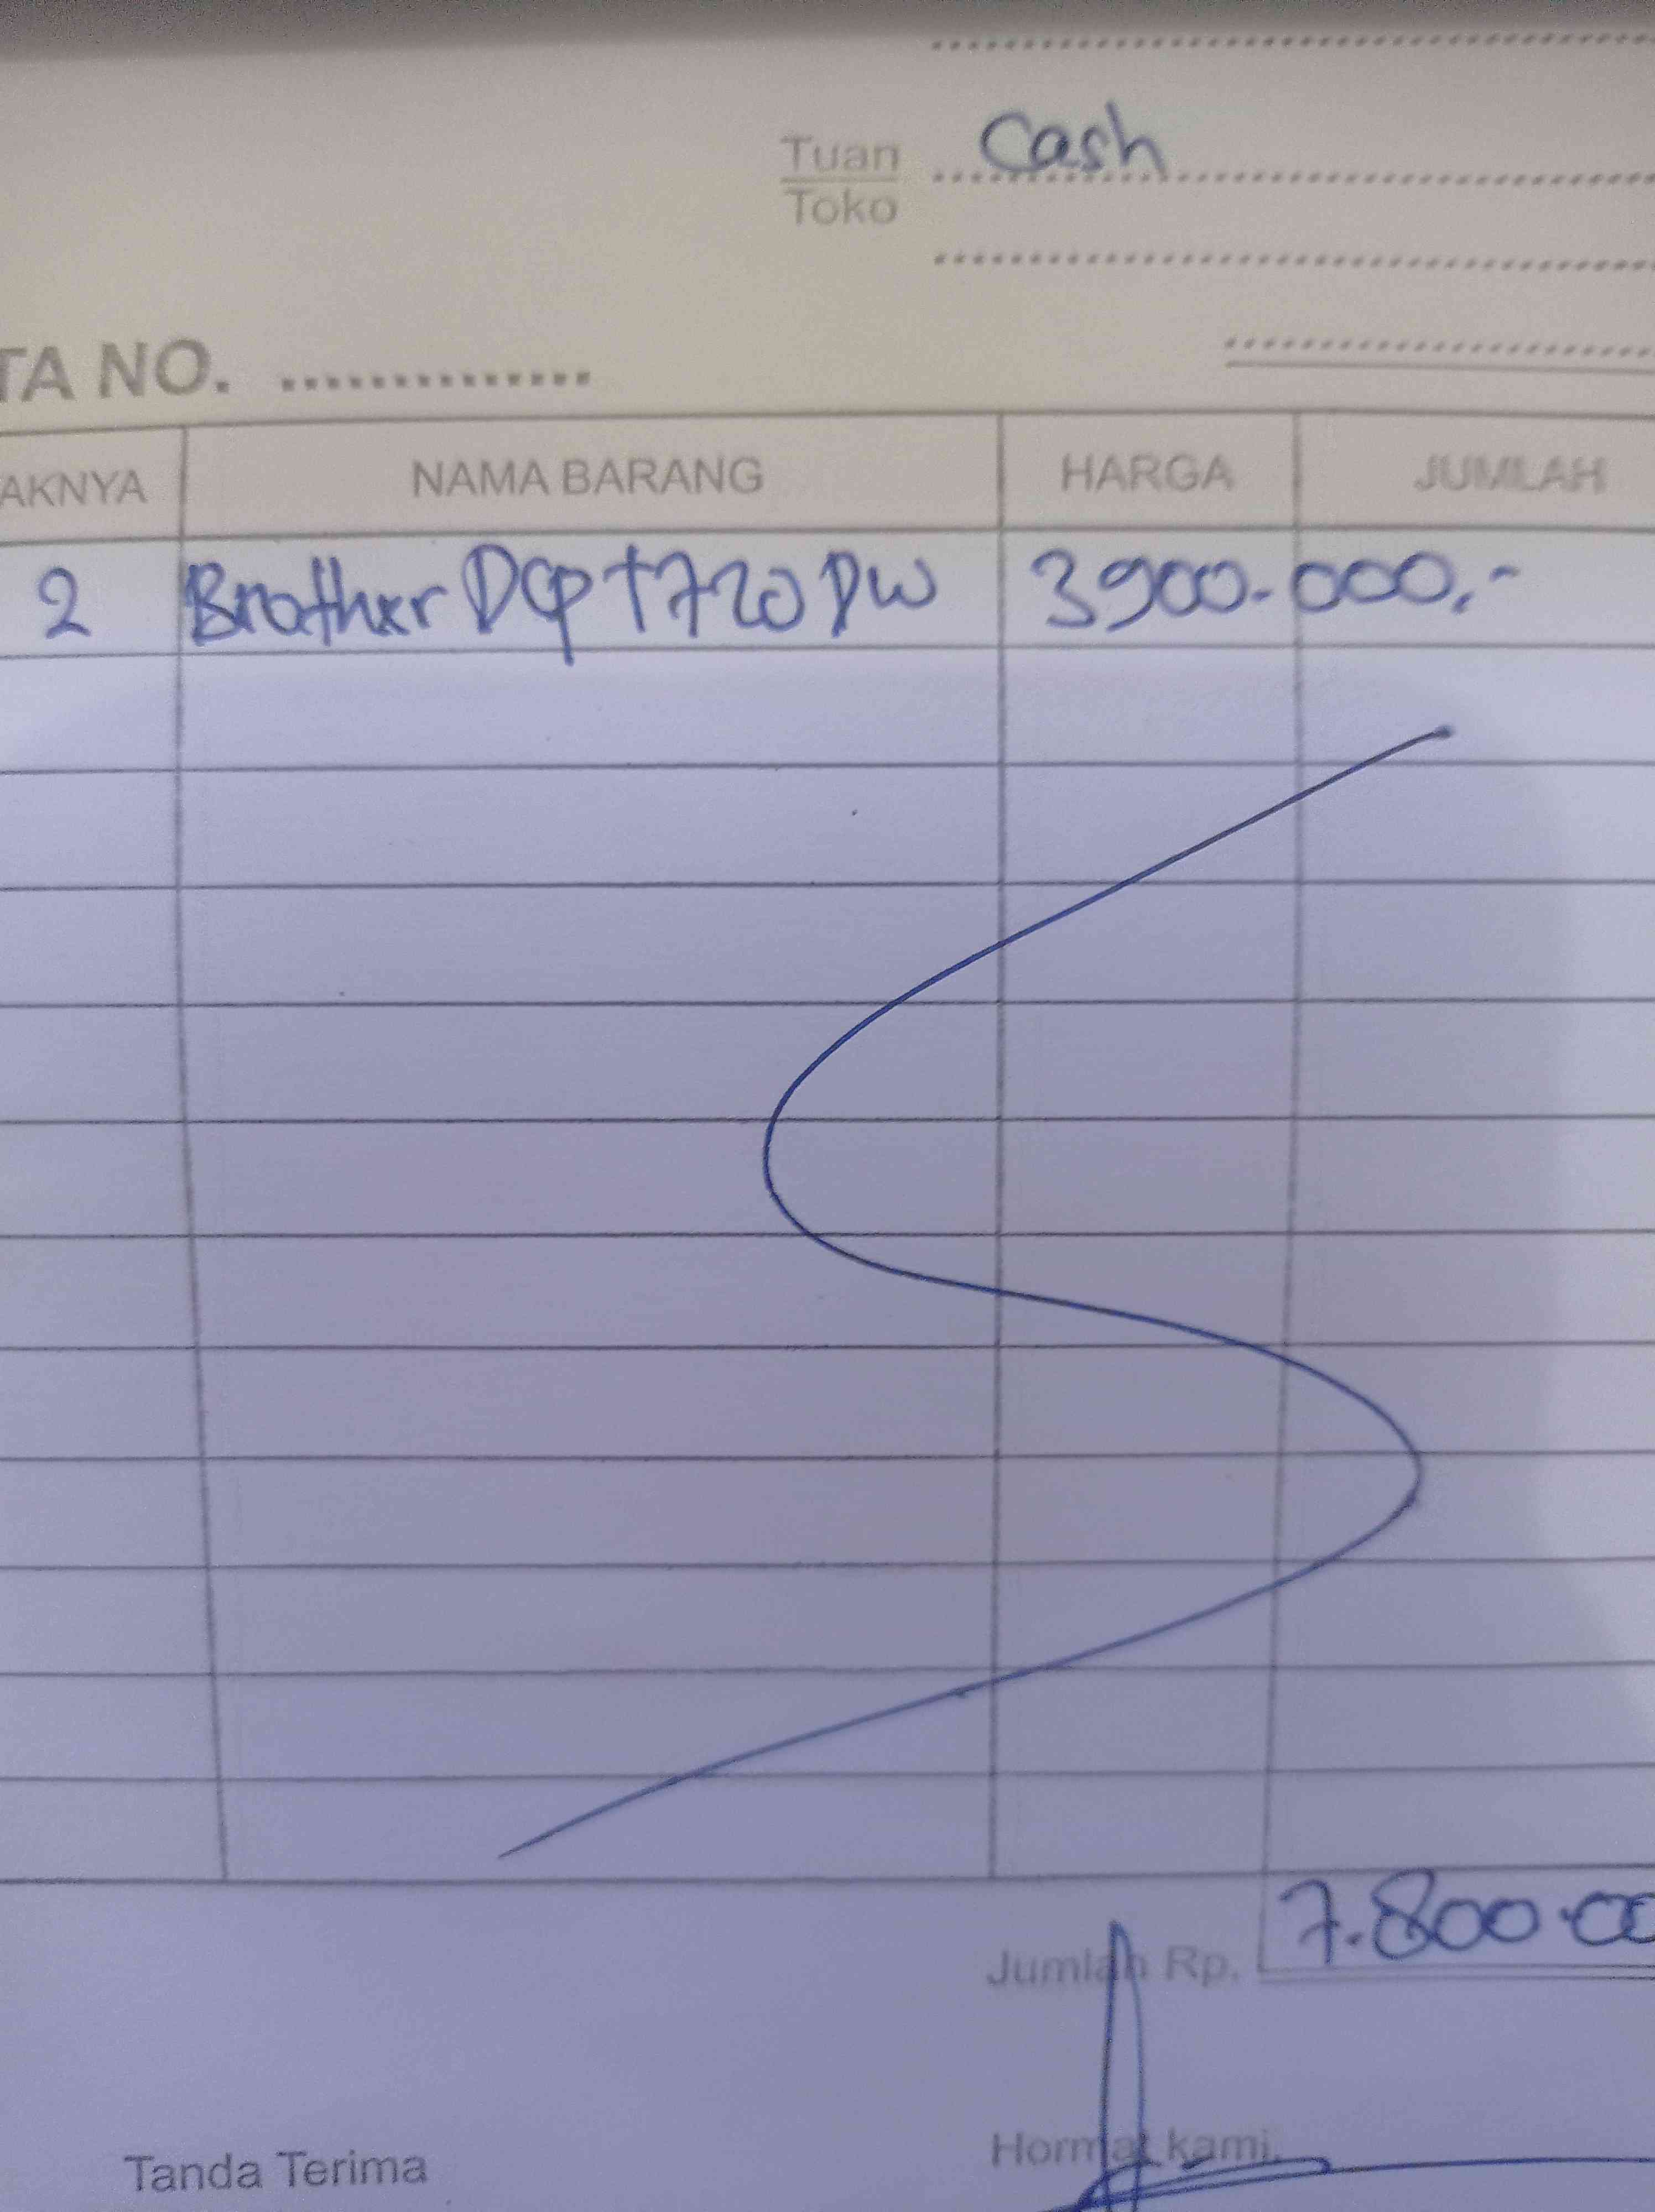 Tuan Cash
Toko
TA NO. ..............
AKNYA NAMA BARANG HARGA JUMLAH
2 Brother DCP T720 DW 3900.000,-
Jumlah Rp. 7.800.00
Tanda Terima Hormat kami,